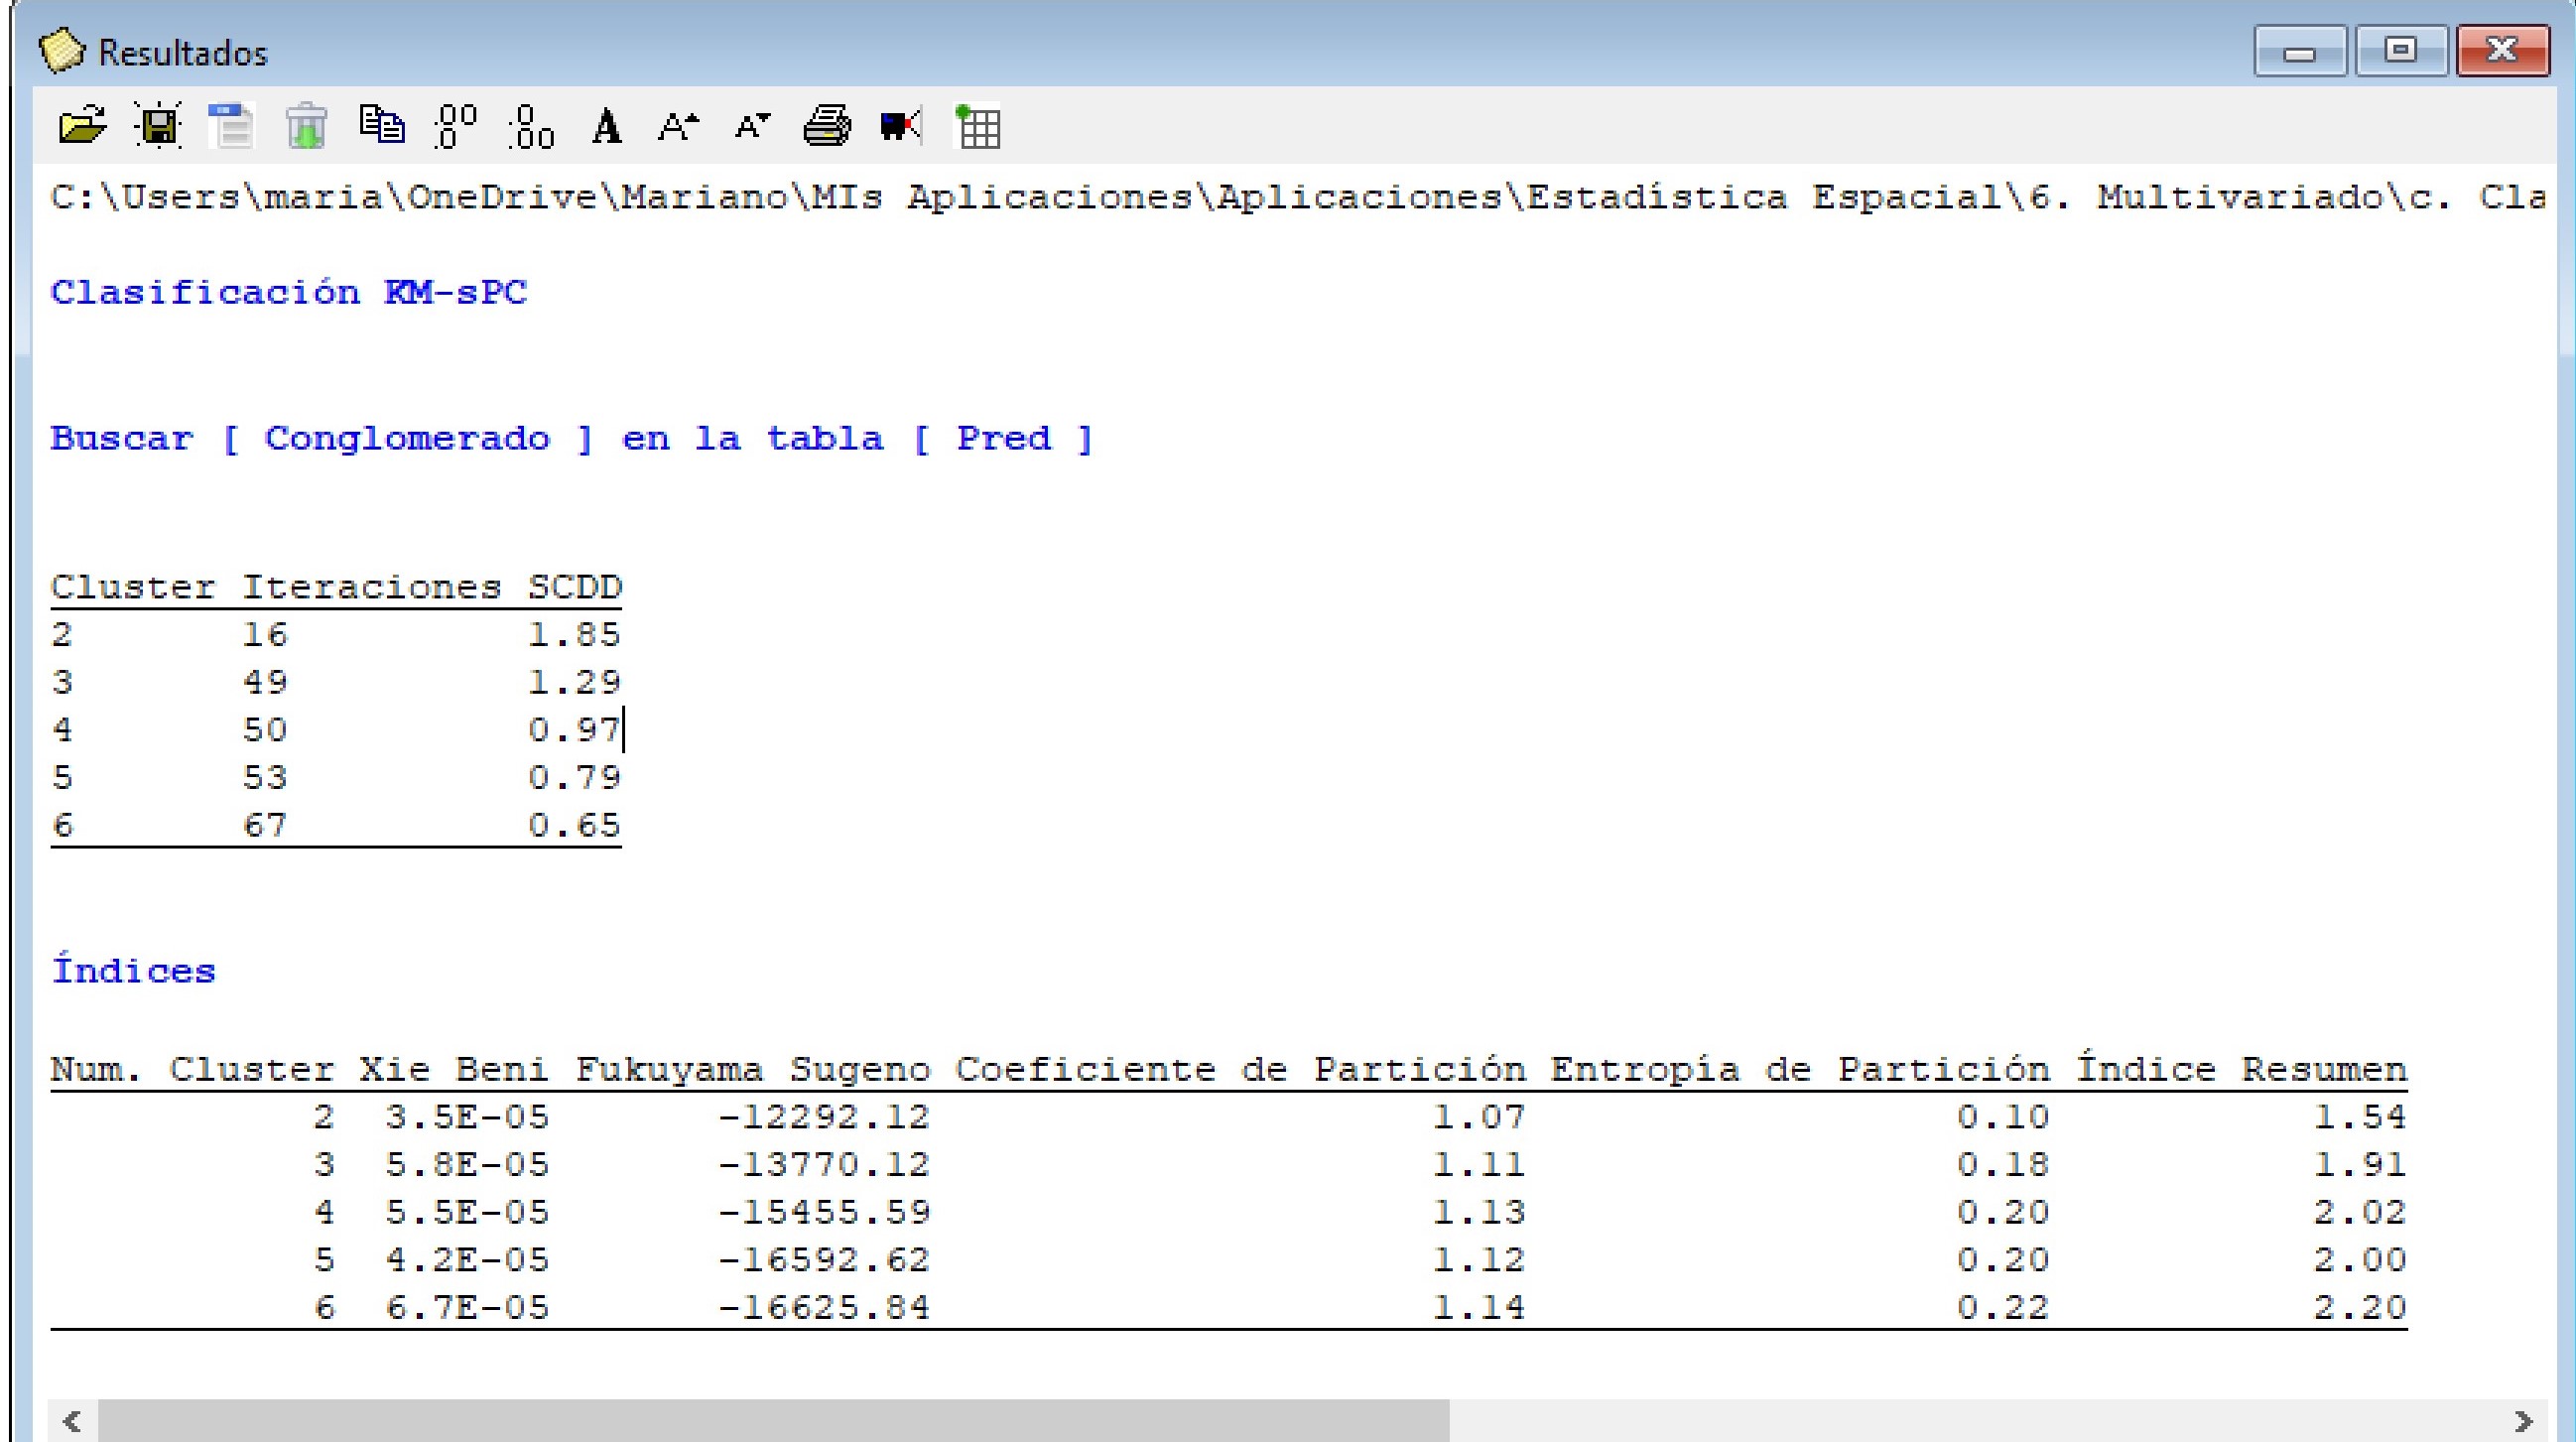 Resultados
C:\Users\maria\OneDrive\Mariano\MIs Aplicaciones\Aplicaciones\Estadística Espacial\6. Multivariado\c. Cla
Clasificación KM-sPC
Buscar [ Conglomerado ] en la tabla [ Pred ]
Cluster Iteraciones SCDD
2 16 1.85
3 49 1.29
4 50 0.97
5 53 0.79
6 67 0.65
Índices
Num. Cluster Xie Beni Fukuyama Sugeno Coeficiente de Partición Entropía de Partición Índice Resumen
2 3.5E-05 -12292.12 1.07 0.10 1.54
3 5.8E-05 -13770.12 1.11 0.18 1.91
4 5.5E-05 -15455.59 1.13 0.20 2.02
5 4.2E-05 -16592.62 1.12 0.20 2.00
6 6.7E-05 -16625.84 1.14 0.22 2.20